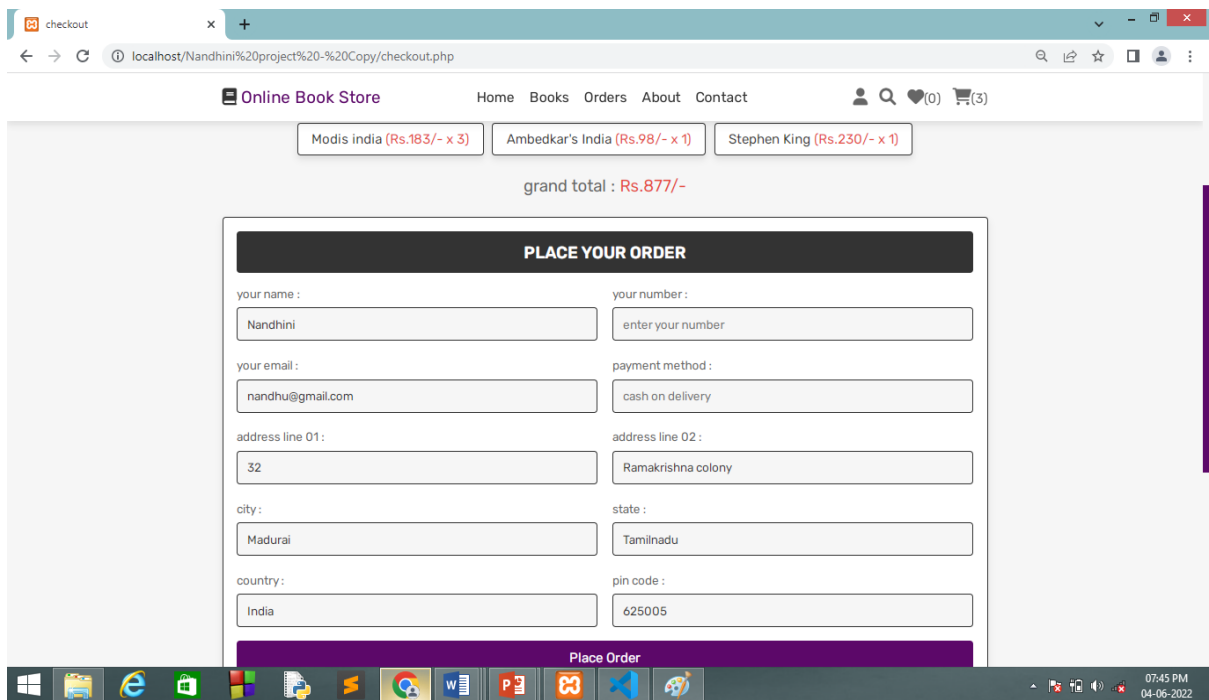 checkout
localhost/Nandhini%20project%20-%20Copy/checkout.php
Online Book Store Home Books Orders About Contact (0) (3)
Modis india (Rs.183/- x 3) Ambedkar's India (Rs.98/- x 1) Stephen King (Rs.230/- x 1)
grand total : Rs.877/-
PLACE YOUR ORDER
your name : your number :
Nandhini enter your number
your email : payment method :
nandhu@gmail.com cash on delivery
address line 01 : address line 02 :
32 Ramakrishna colony
city : state :
Madurai Tamilnadu
country : pin code :
India 625005
Place Order
07:45 PM
04-06-2022